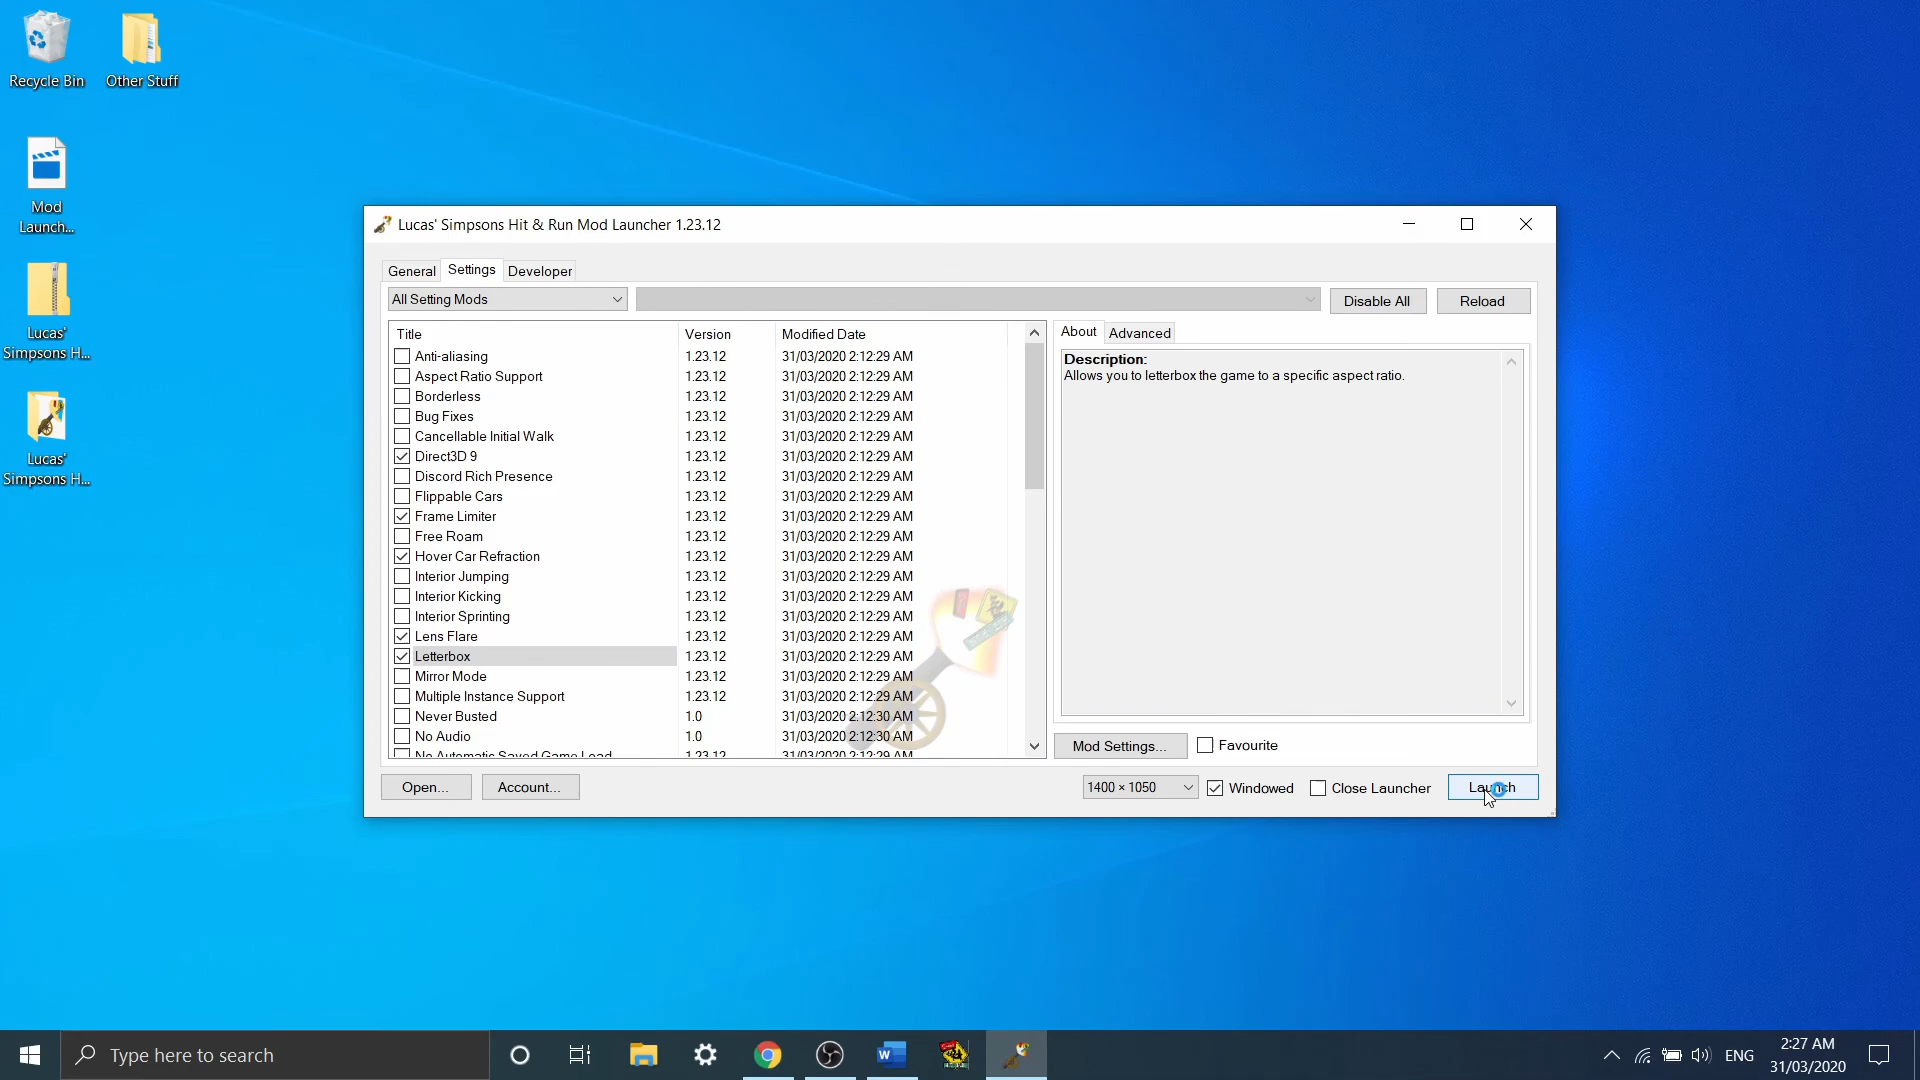 Recycle Bin
Other Stuff
Mod
Launch...
Lucas'
Simpsons H...
Lucas'
Simpsons H...
Lucas' Simpsons Hit & Run Mod Launcher 1.23.12
General
Settings
Developer
All Setting Mods
Disable All
Reload
Title Version Modified Date
Anti-aliasing 1.23.12 31/03/2020 2:12:29 AM
Aspect Ratio Support 1.23.12 31/03/2020 2:12:29 AM
Borderless 1.23.12 31/03/2020 2:12:29 AM
Bug Fixes 1.23.12 31/03/2020 2:12:29 AM
Cancellable Initial Walk 1.23.12 31/03/2020 2:12:29 AM
Direct3D 9 1.23.12 31/03/2020 2:12:29 AM
Discord Rich Presence 1.23.12 31/03/2020 2:12:29 AM
Flippable Cars 1.23.12 31/03/2020 2:12:29 AM
Frame Limiter 1.23.12 31/03/2020 2:12:29 AM
Free Roam 1.23.12 31/03/2020 2:12:29 AM
Hover Car Refraction 1.23.12 31/03/2020 2:12:29 AM
Interior Jumping 1.23.12 31/03/2020 2:12:29 AM
Interior Kicking 1.23.12 31/03/2020 2:12:29 AM
Interior Sprinting 1.23.12 31/03/2020 2:12:29 AM
Lens Flare 1.23.12 31/03/2020 2:12:29 AM
Letterbox 1.23.12 31/03/2020 2:12:29 AM
Mirror Mode 1.23.12 31/03/2020 2:12:29 AM
Multiple Instance Support 1.23.12 31/03/2020 2:12:29 AM
Never Busted 1.0 31/03/2020 2:12:30 AM
No Audio 1.0 31/03/2020 2:12:30 AM
No Automatic Saved Game Load 1.23.12 31/03/2020 2:12:29 AM
About
Advanced
Description:
Allows you to letterbox the game to a specific aspect ratio.
Mod Settings...
Favourite
Open...
Account...
1400 × 1050
Windowed
Close Launcher
Launch
Type here to search
ENG
2:27 AM
31/03/2020